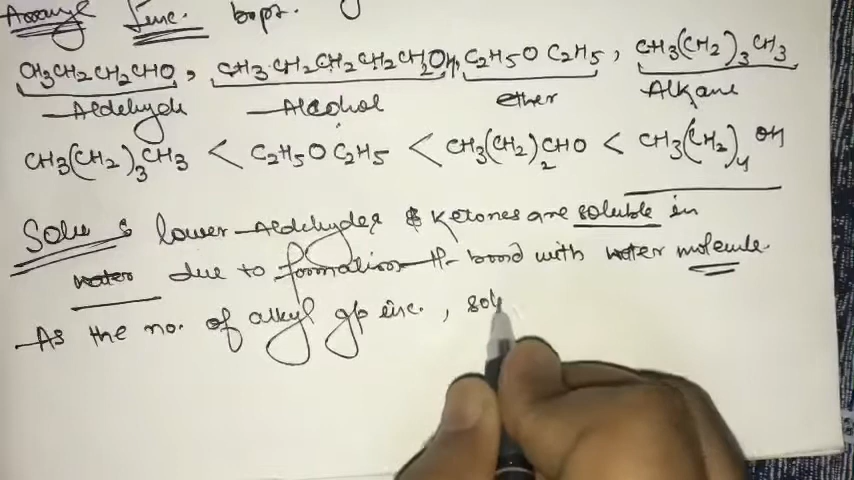 Arrange Inc. bopt.
CH3CH2CH2CHO, CH3CH2CH2CH2CH2OH, C2H5OC2H5, CH3(CH2)3CH3
Aldehyde Alcohol ether Alkane
CH3(CH2)3CH3 < C2H5OC2H5 < CH3(CH2)2CHO < CH3(CH2)4OH
Solu : lower Aldehydes & Ketones are soluble in
water due to formation H- bond with water molecule.
As the no. of alkyl gp inc., sol